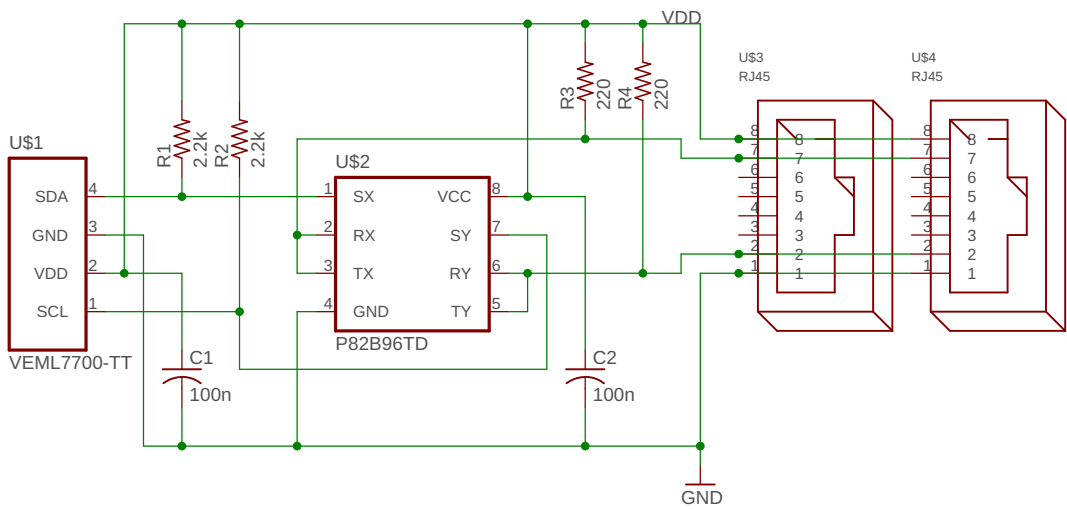 VDD
U$3
RJ45
U$4
RJ45
R3
220
R4
220
U$1
R1
2.2k
R2
2.2k
U$2
SDA 4
GND 3
VDD 2
SCL 1
VEML7700-TT
1 SX VCC 8
2 RX SY 7
3 TX RY 6
4 GND TY 5
P82B96TD
8 8 8 8
7 7 7 7
6 6 6 6
5 5 5 5
4 4 4 4
3 3 3 3
2 2 2 2
1 1 1 1
C1
100n
C2
100n
GND